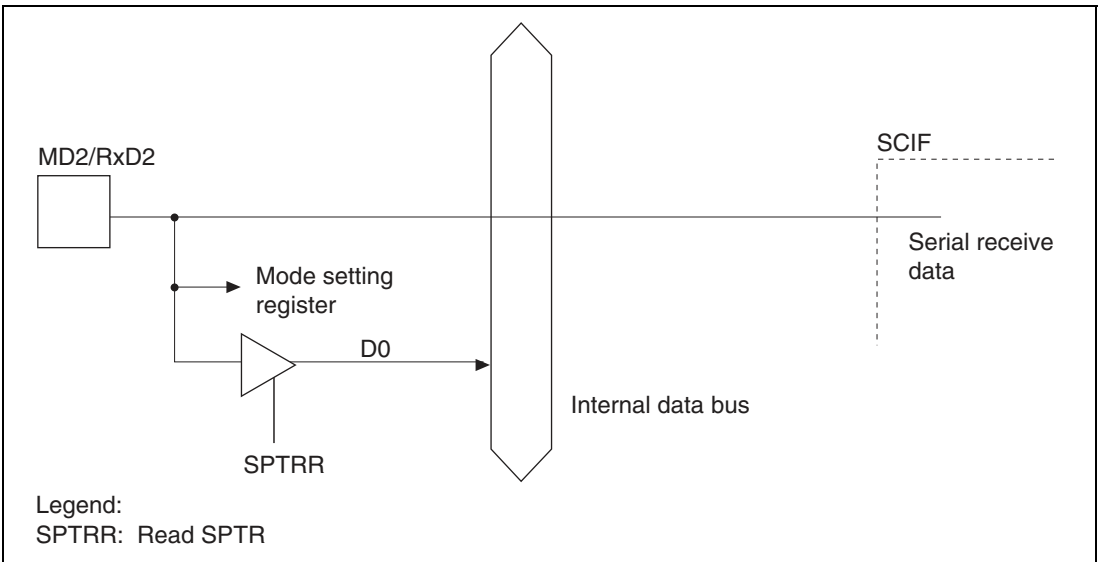 SCIF
MD2/RxD2
Serial receive
data
Mode setting
register
D0
Internal data bus
SPTRR
Legend:
SPTRR: Read SPTR